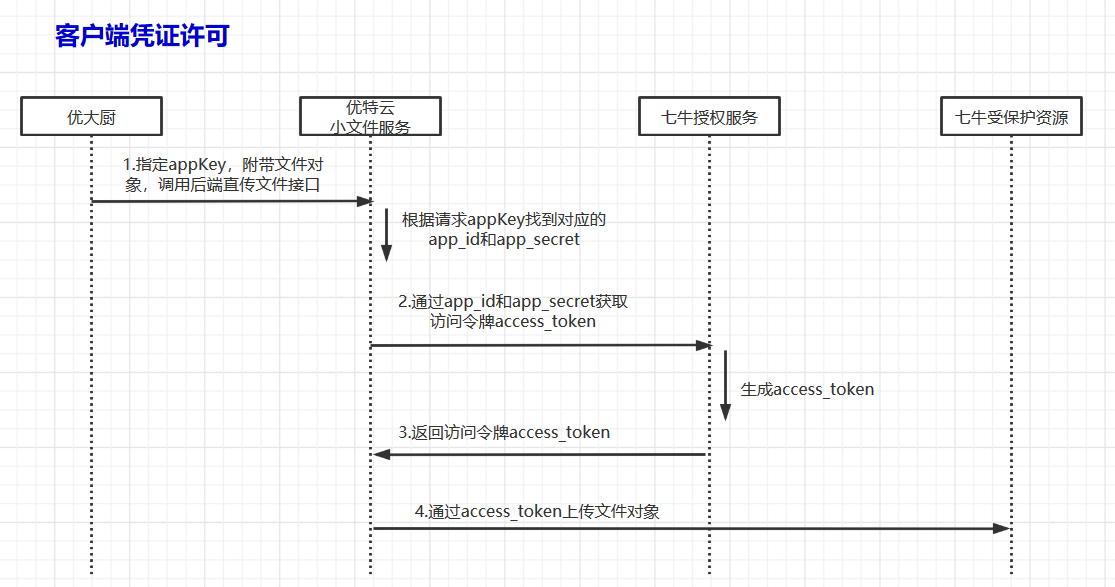 客户端凭证许可
优大厨
优特云
小文件服务
七牛授权服务
七牛受保护资源
1.指定appKey，附带文件对
象，调用后端直传文件接口
根据请求appKey找到对应的
app_id和app_secret
2.通过app_id和app_secret获取
访问令牌access_token
生成access_token
3.返回访问令牌access_token
4.通过access_token上传文件对象